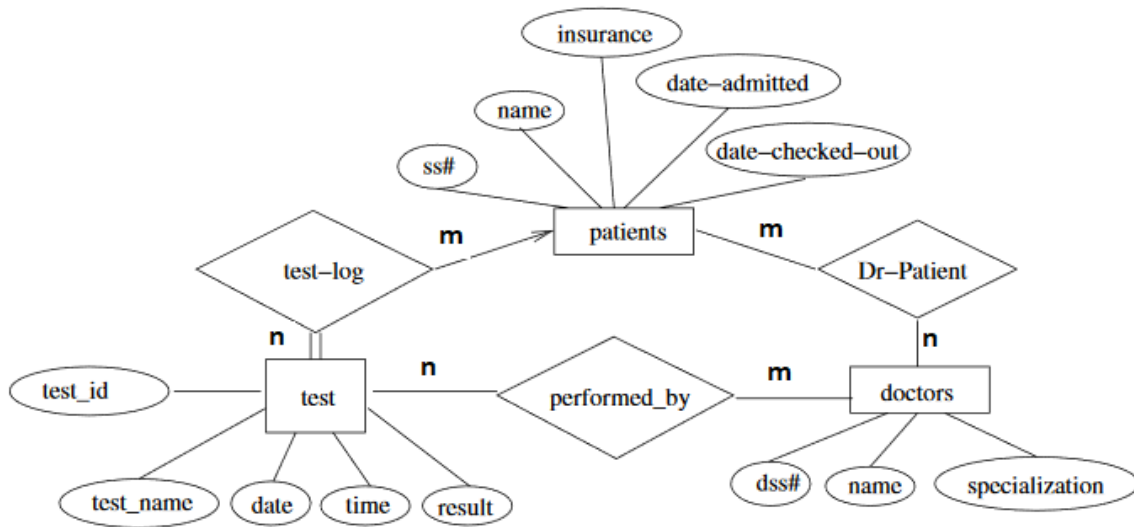 insurance
date-admitted
name
date-checked-out
ss#
m
patients
m
test-log
Dr-Patient
n
n
n
m
test_id
test
performed_by
doctors
test_name
date
time
result
dss#
name
specialization